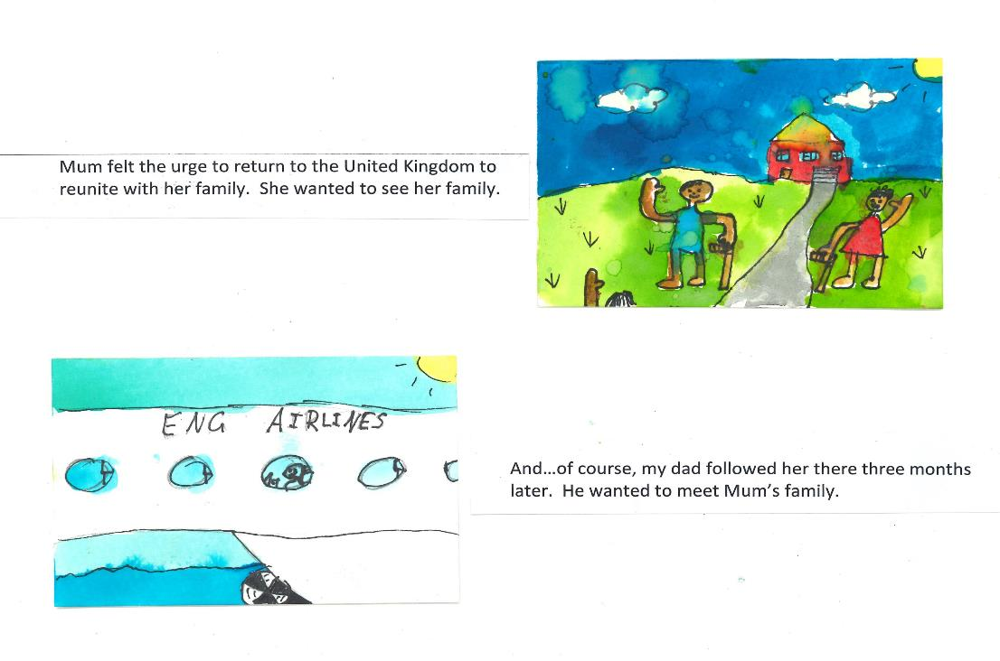 Mum felt the urge to return to the United Kingdom to
reunite with her family. She wanted to see her family.
ENG AIRLINES
And...of course, my dad followed her there three months
later. He wanted to meet Mum's family.